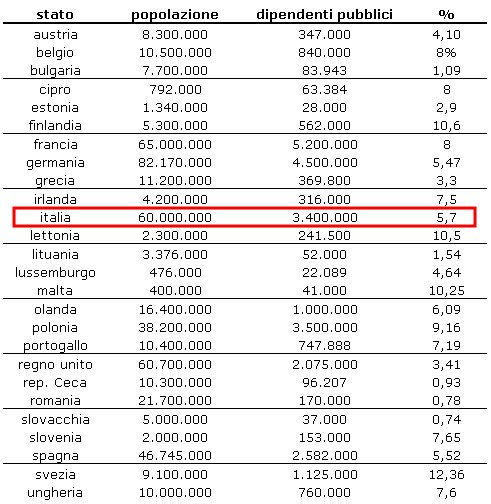 stato popolazione dipendenti pubblici %
austria 8.300.000 347.000 4,10
belgio 10.500.000 840.000 8%
bulgaria 7.700.000 83.943 1,09
cipro 792.000 63.384 8
estonia 1.340.000 28.000 2,9
finlandia 5.300.000 562.000 10,6
francia 65.000.000 5.200.000 8
germania 82.170.000 4.500.000 5,47
grecia 11.200.000 369.800 3,3
irlanda 4.200.000 316.000 7,5
italia 60.000.000 3.400.000 5,7
lettonia 2.300.000 241.500 10,5
lituania 3.376.000 52.000 1,54
lussemburgo 476.000 22.089 4,64
malta 400.000 41.000 10,25
olanda 16.400.000 1.000.000 6,09
polonia 38.200.000 3.500.000 9,16
portogallo 10.400.000 747.888 7,19
regno unito 60.700.000 2.075.000 3,41
rep. Ceca 10.300.000 96.207 0,93
romania 21.700.000 170.000 0,78
slovacchia 5.000.000 37.000 0,74
slovenia 2.000.000 153.000 7,65
spagna 46.745.000 2.582.000 5,52
svezia 9.100.000 1.125.000 12,36
ungheria 10.000.000 760.000 7,6